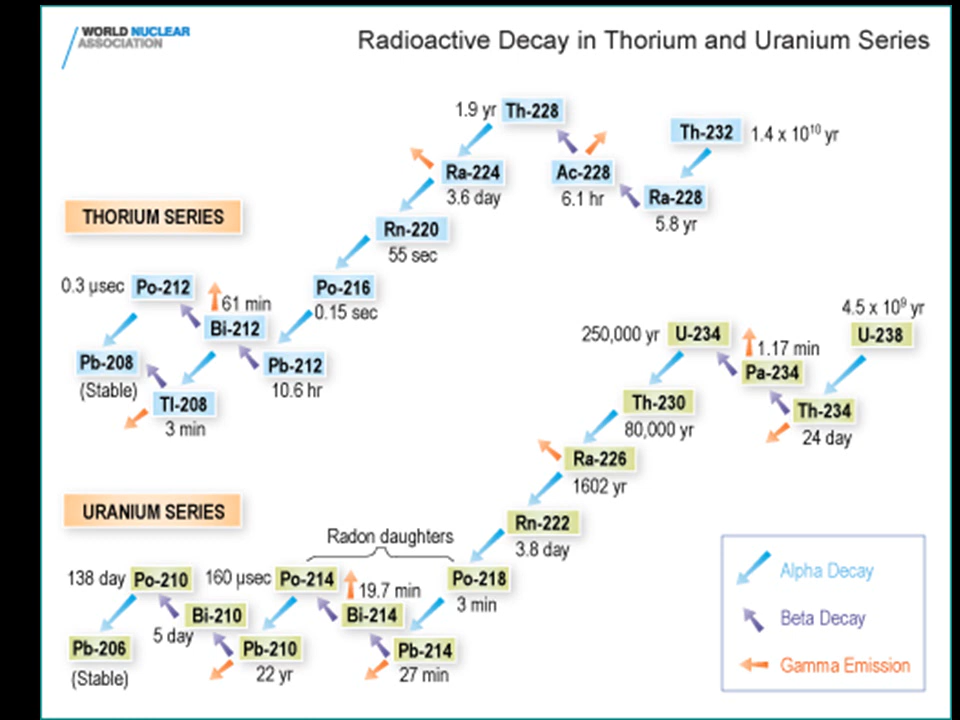 WORLD NUCLEAR
ASSOCIATION
Radioactive Decay in Thorium and Uranium Series
1.9 yr Th-228
Th-232 1.4 x 10¹⁰ yr
Ra-224
3.6 day
Ac-228
6.1 hr
Ra-228
5.8 yr
THORIUM SERIES
Rn-220
55 sec
0.3 µsec Po-212
61 min
Bi-212
Po-216
0.15 sec
Pb-208
(Stable)
Pb-212
10.6 hr
Tl-208
3 min
4.5 x 10⁹ yr
U-238
250,000 yr U-234
1.17 min
Pa-234
Th-234
24 day
Th-230
80,000 yr
Ra-226
1602 yr
URANIUM SERIES
Rn-222
3.8 day
Radon daughters
138 day Po-210
160 µsec Po-214
19.7 min
Po-218
3 min
Bi-210
5 day
Bi-214
Pb-206
(Stable)
Pb-210
22 yr
Pb-214
27 min
Alpha Decay
Beta Decay
Gamma Emission